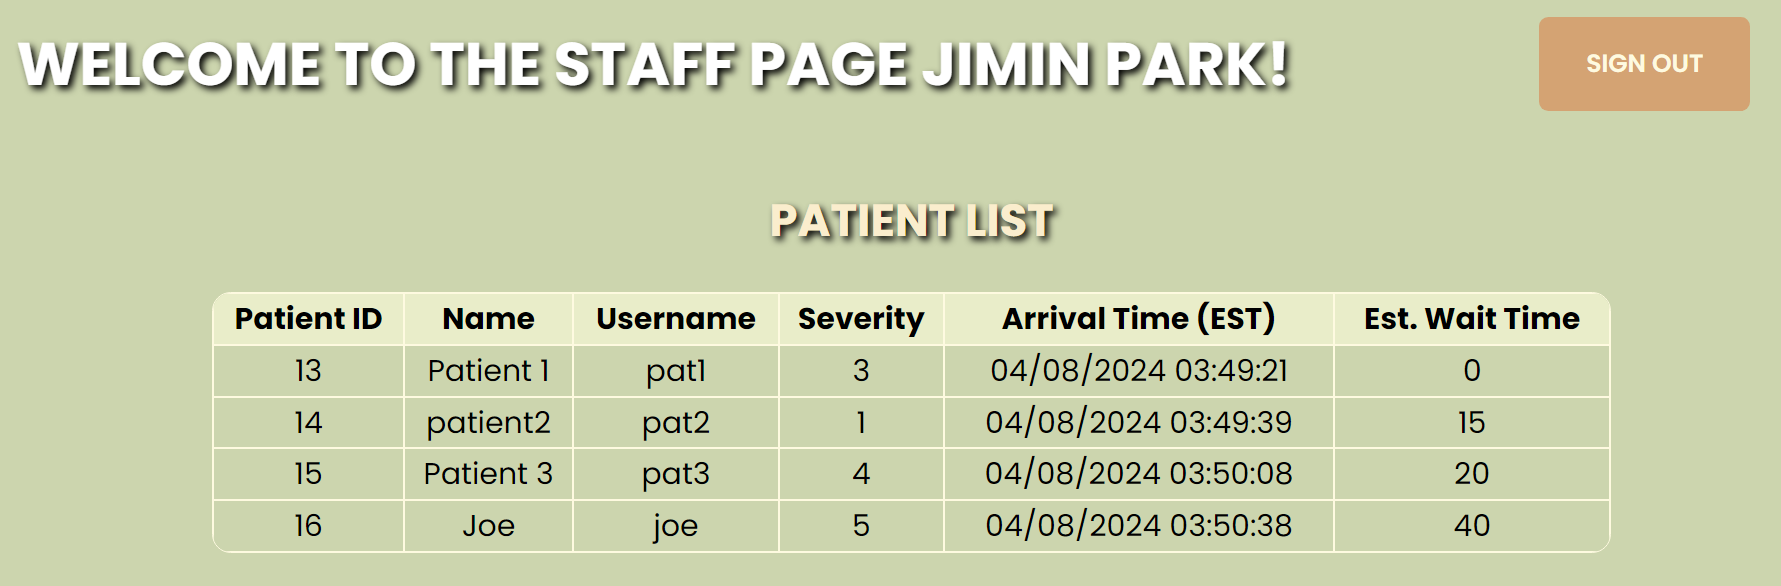 WELCOME TO THE STAFF PAGE JIMIN PARK!
SIGN OUT
PATIENT LIST
Patient ID Name Username Severity Arrival Time (EST) Est. Wait Time
13 Patient 1 pat1 3 04/08/2024 03:49:21 0
14 patient2 pat2 1 04/08/2024 03:49:39 15
15 Patient 3 pat3 4 04/08/2024 03:50:08 20
16 Joe joe 5 04/08/2024 03:50:38 40